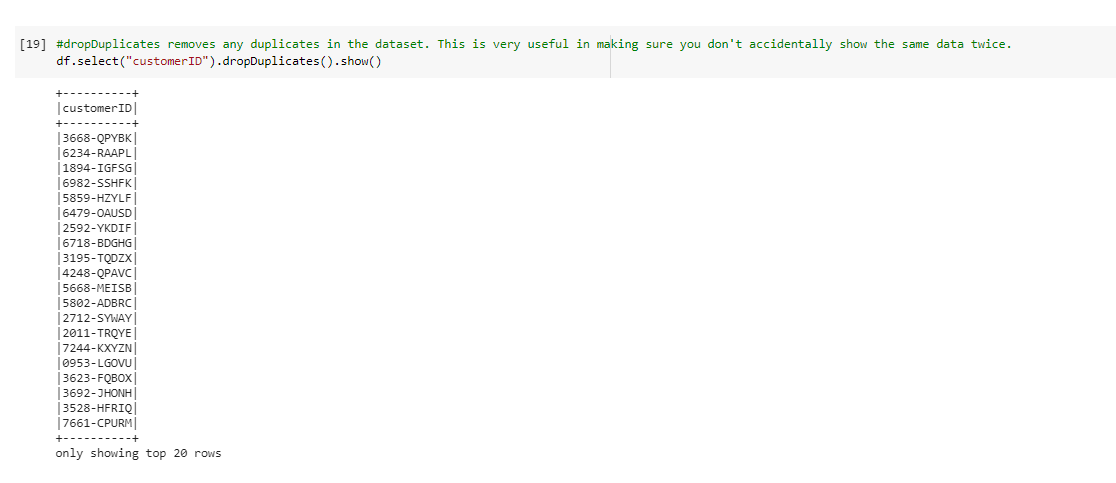 [19] #dropDuplicates removes any duplicates in the dataset. This is very useful in making sure you don't accidentally show the same data twice.
df.select("customerID").dropDuplicates().show()
+----------+
|customerID|
+----------+
|3668-QPYBK|
|6234-RAAPL|
|1894-IGFSG|
|6982-SSHFK|
|5859-HZYLF|
|6479-OAUSD|
|2592-YKDIF|
|6718-BDGHG|
|3195-TQDZX|
|4248-QPAVC|
|5668-MEISB|
|5802-ADBRC|
|2712-SYWAY|
|2011-TRQYE|
|7244-KXYZN|
|0953-LGOVU|
|3623-FQBOX|
|3692-JHONH|
|3528-HFRIQ|
|7661-CPURM|
+----------+
only showing top 20 rows